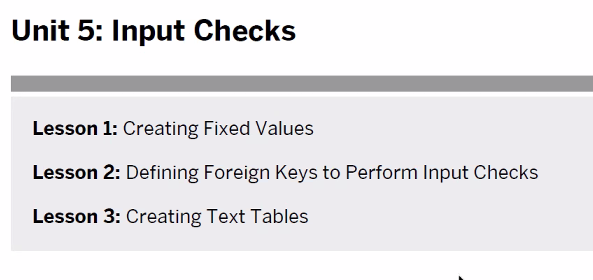 Unit 5: Input Checks
Lesson 1: Creating Fixed Values
Lesson 2: Defining Foreign Keys to Perform Input Checks
Lesson 3: Creating Text Tables